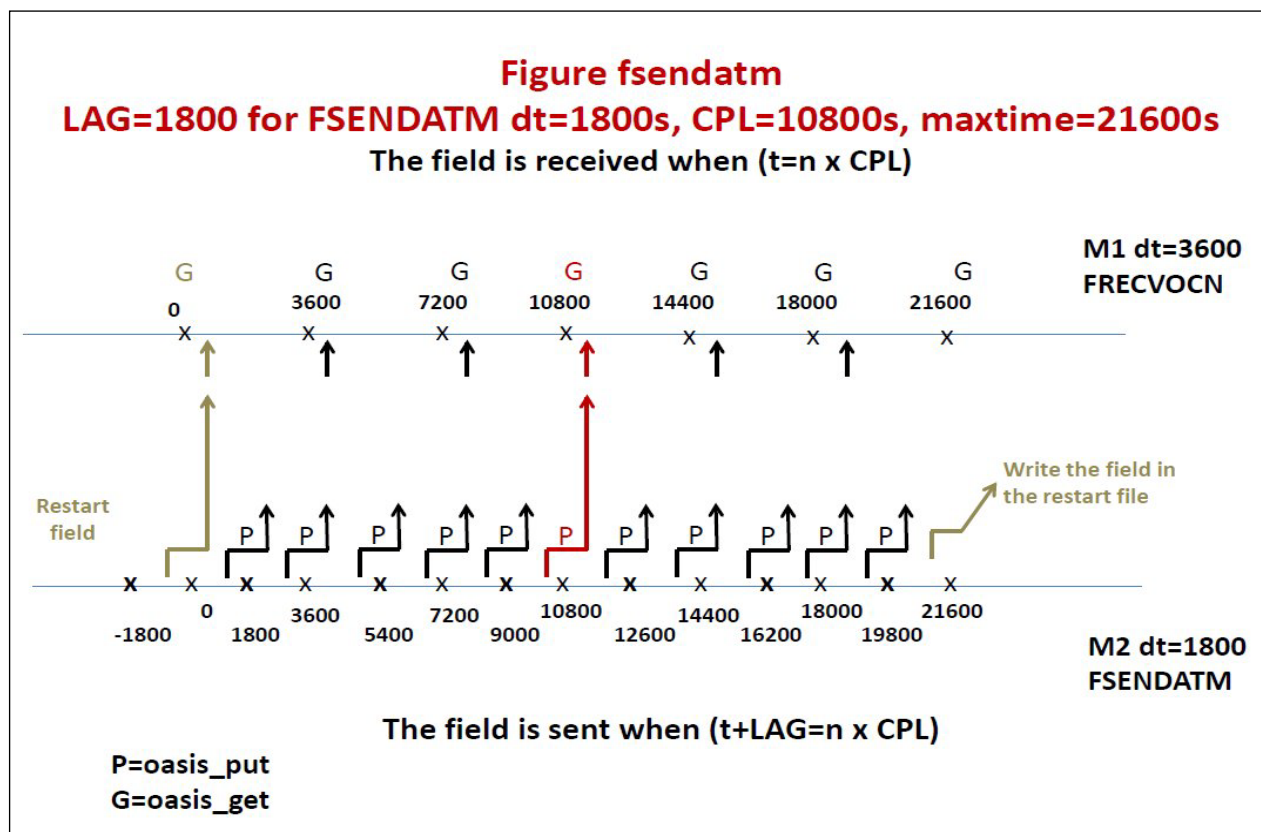 Figure fsendatm
LAG=1800 for FSENDATM dt=1800s, CPL=10800s, maxtime=21600s
The field is received when (t=n x CPL)
M1 dt=3600
FRECVOCN
G G G G G G G
0 3600 7200 10800 14400 18000 21600
x x x x x x x
Write the field in
the restart file
Restart
field
P P P P P P P P P P P
x x x x x x x x x x x x x x
0 3600 7200 10800 14400 18000 21600
-1800 1800 5400 9000 12600 16200 19800
M2 dt=1800
FSENDATM
The field is sent when (t+LAG=n x CPL)
P=oasis_put
G=oasis_get